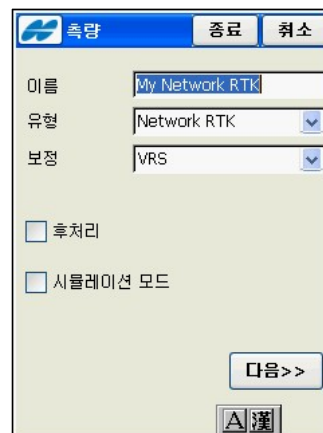 측량 종료 취소
이름 My Network RTK
유형 Network RTK
보정 VRS
후처리
시뮬레이션 모드
다음>>
A 漢